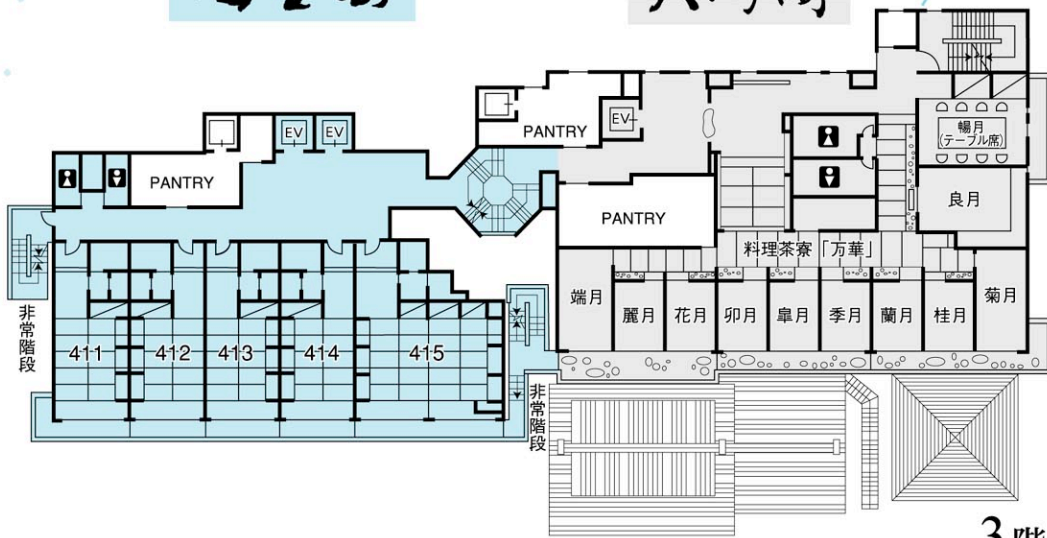 EV
EV
PANTRY
PANTRY
EV
PANTRY
暢月
(テーブル席)
良月
料理茶寮「万華」
端月
麗月
花月
卯月
皐月
季月
蘭月
桂月
菊月
411
412
413
414
415
非常階段
非常階段
3階